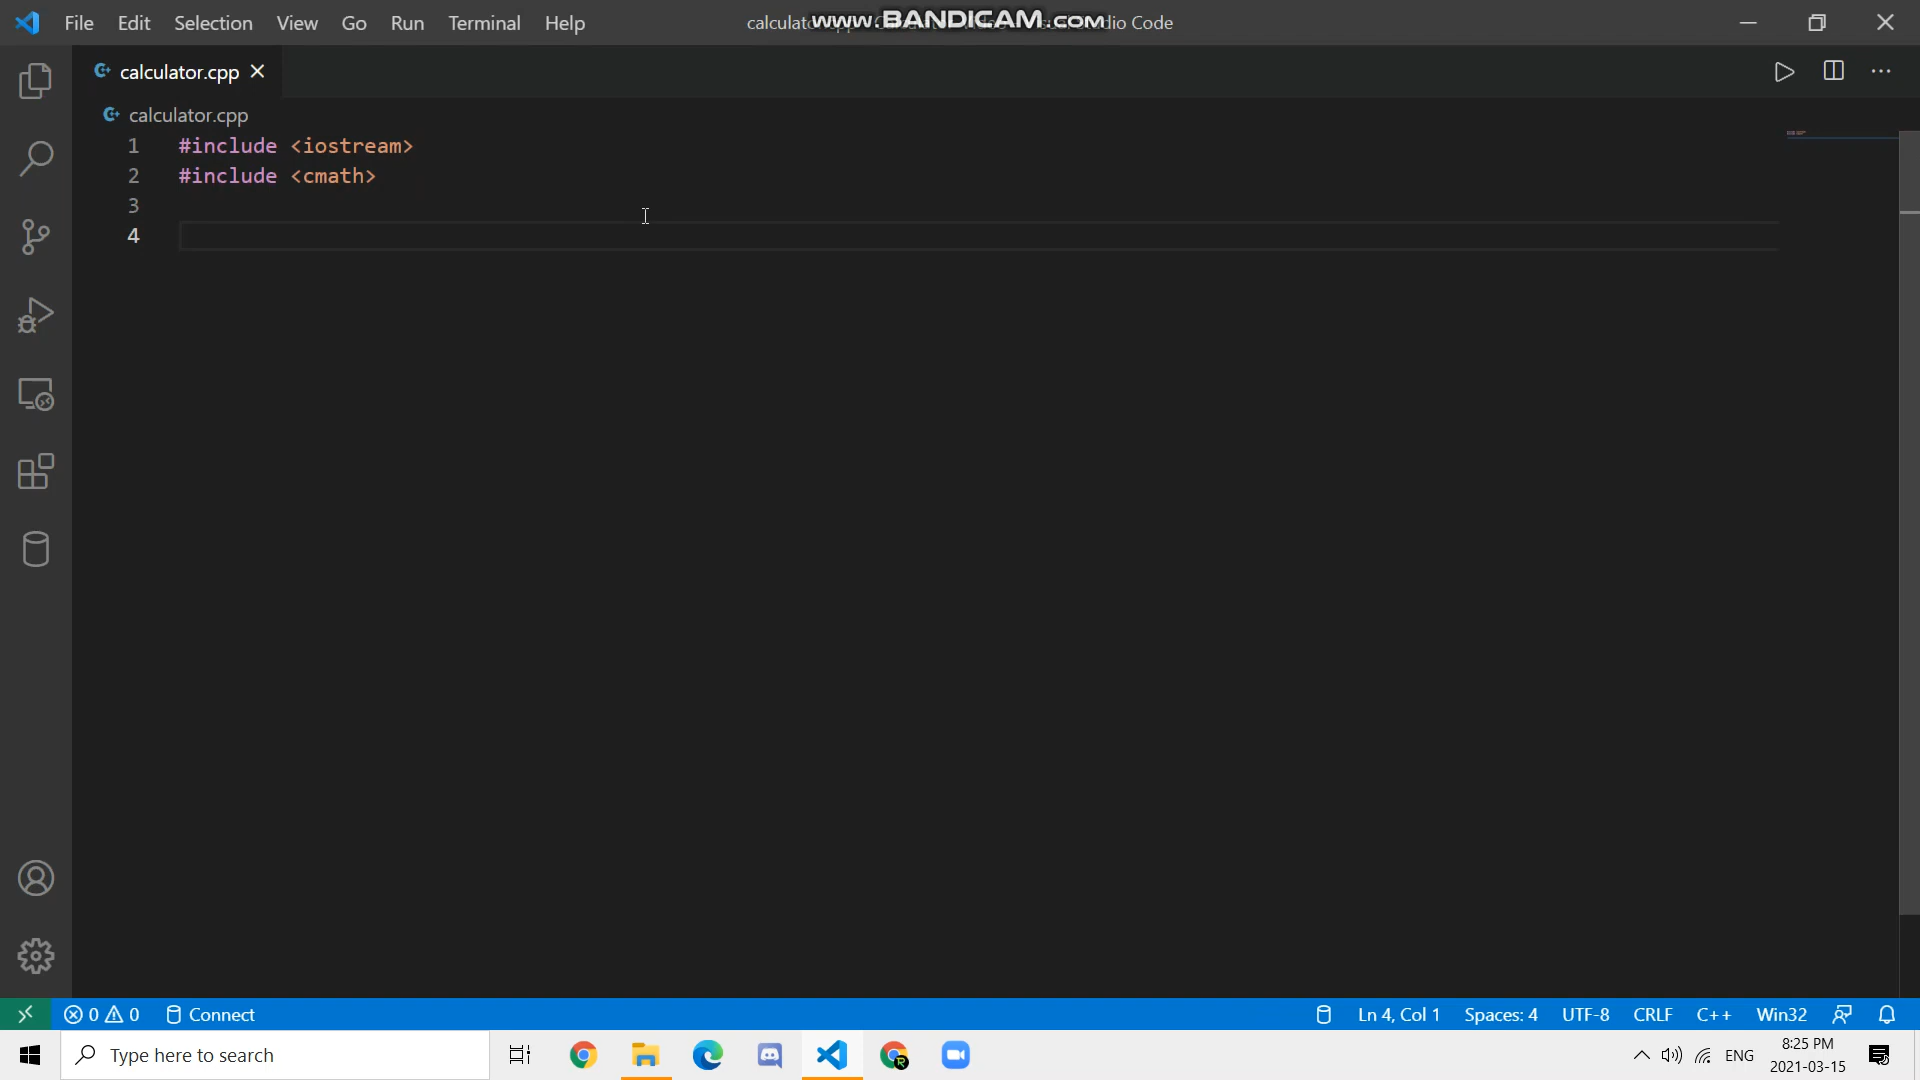 File Edit Selection View Go Run Terminal Help
www.BANDICAM.com
dio Code
calculator.cpp
calculator.cpp
1 #include <iostream>
2 #include <cmath>
3
4
0 0 Connect
Ln 4, Col 1 Spaces: 4 UTF-8 CRLF C++ Win32
Type here to search
ENG
8:25 PM
2021-03-15